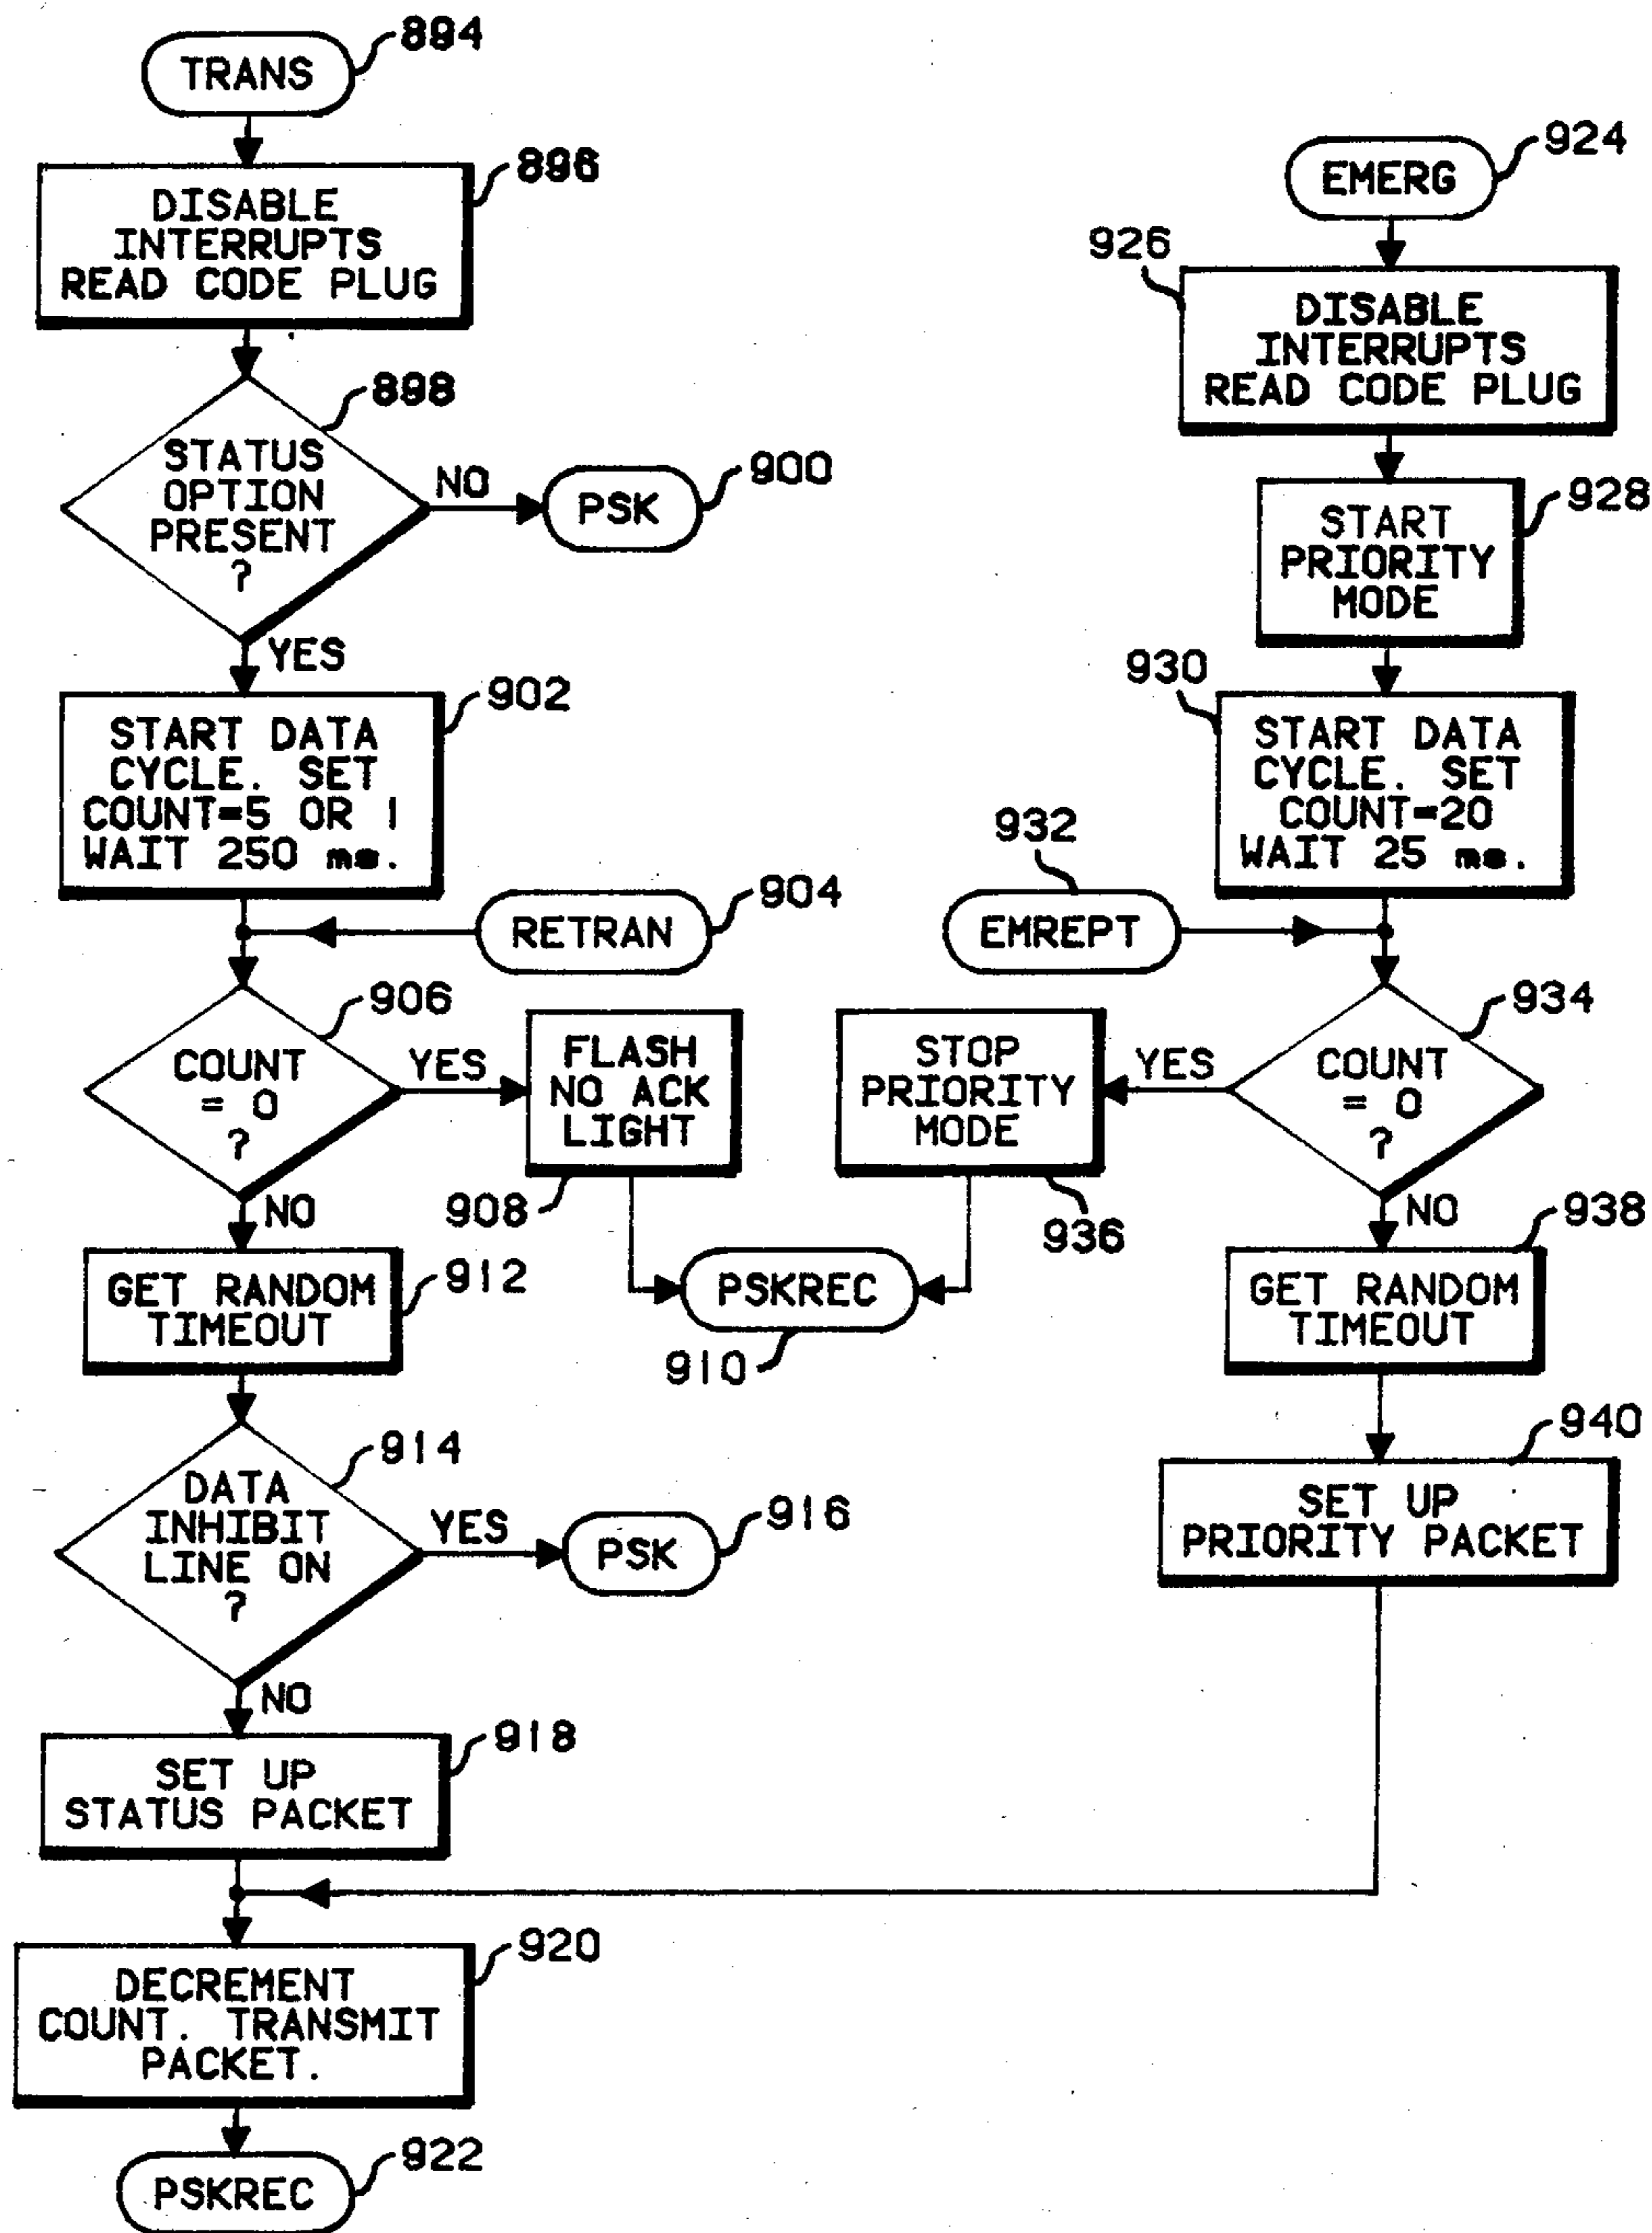 TRANS
894
DISABLE
INTERRUPTS
READ CODE PLUG
896
STATUS
OPTION
PRESENT
?
898
NO
PSK
900
YES
START DATA
CYCLE. SET
COUNT=5 OR 1
WAIT 250 ms.
902
RETRAN
904
COUNT
= 0
?
906
YES
FLASH
NO ACK
LIGHT
908
PSKREC
910
NO
GET RANDOM
TIMEOUT
912
DATA
INHIBIT
LINE ON
?
914
YES
PSK
916
NO
SET UP
STATUS PACKET
918
DECREMENT
COUNT. TRANSMIT
PACKET.
920
PSKREC
922
EMERG
924
926
DISABLE
INTERRUPTS
READ CODE PLUG
START
PRIORITY
MODE
928
930
START DATA
CYCLE. SET
COUNT=20
WAIT 25 ms.
932
EMREPT
COUNT
= 0
?
934
YES
STOP
PRIORITY
MODE
936
NO
GET RANDOM
TIMEOUT
938
SET UP
PRIORITY PACKET
940